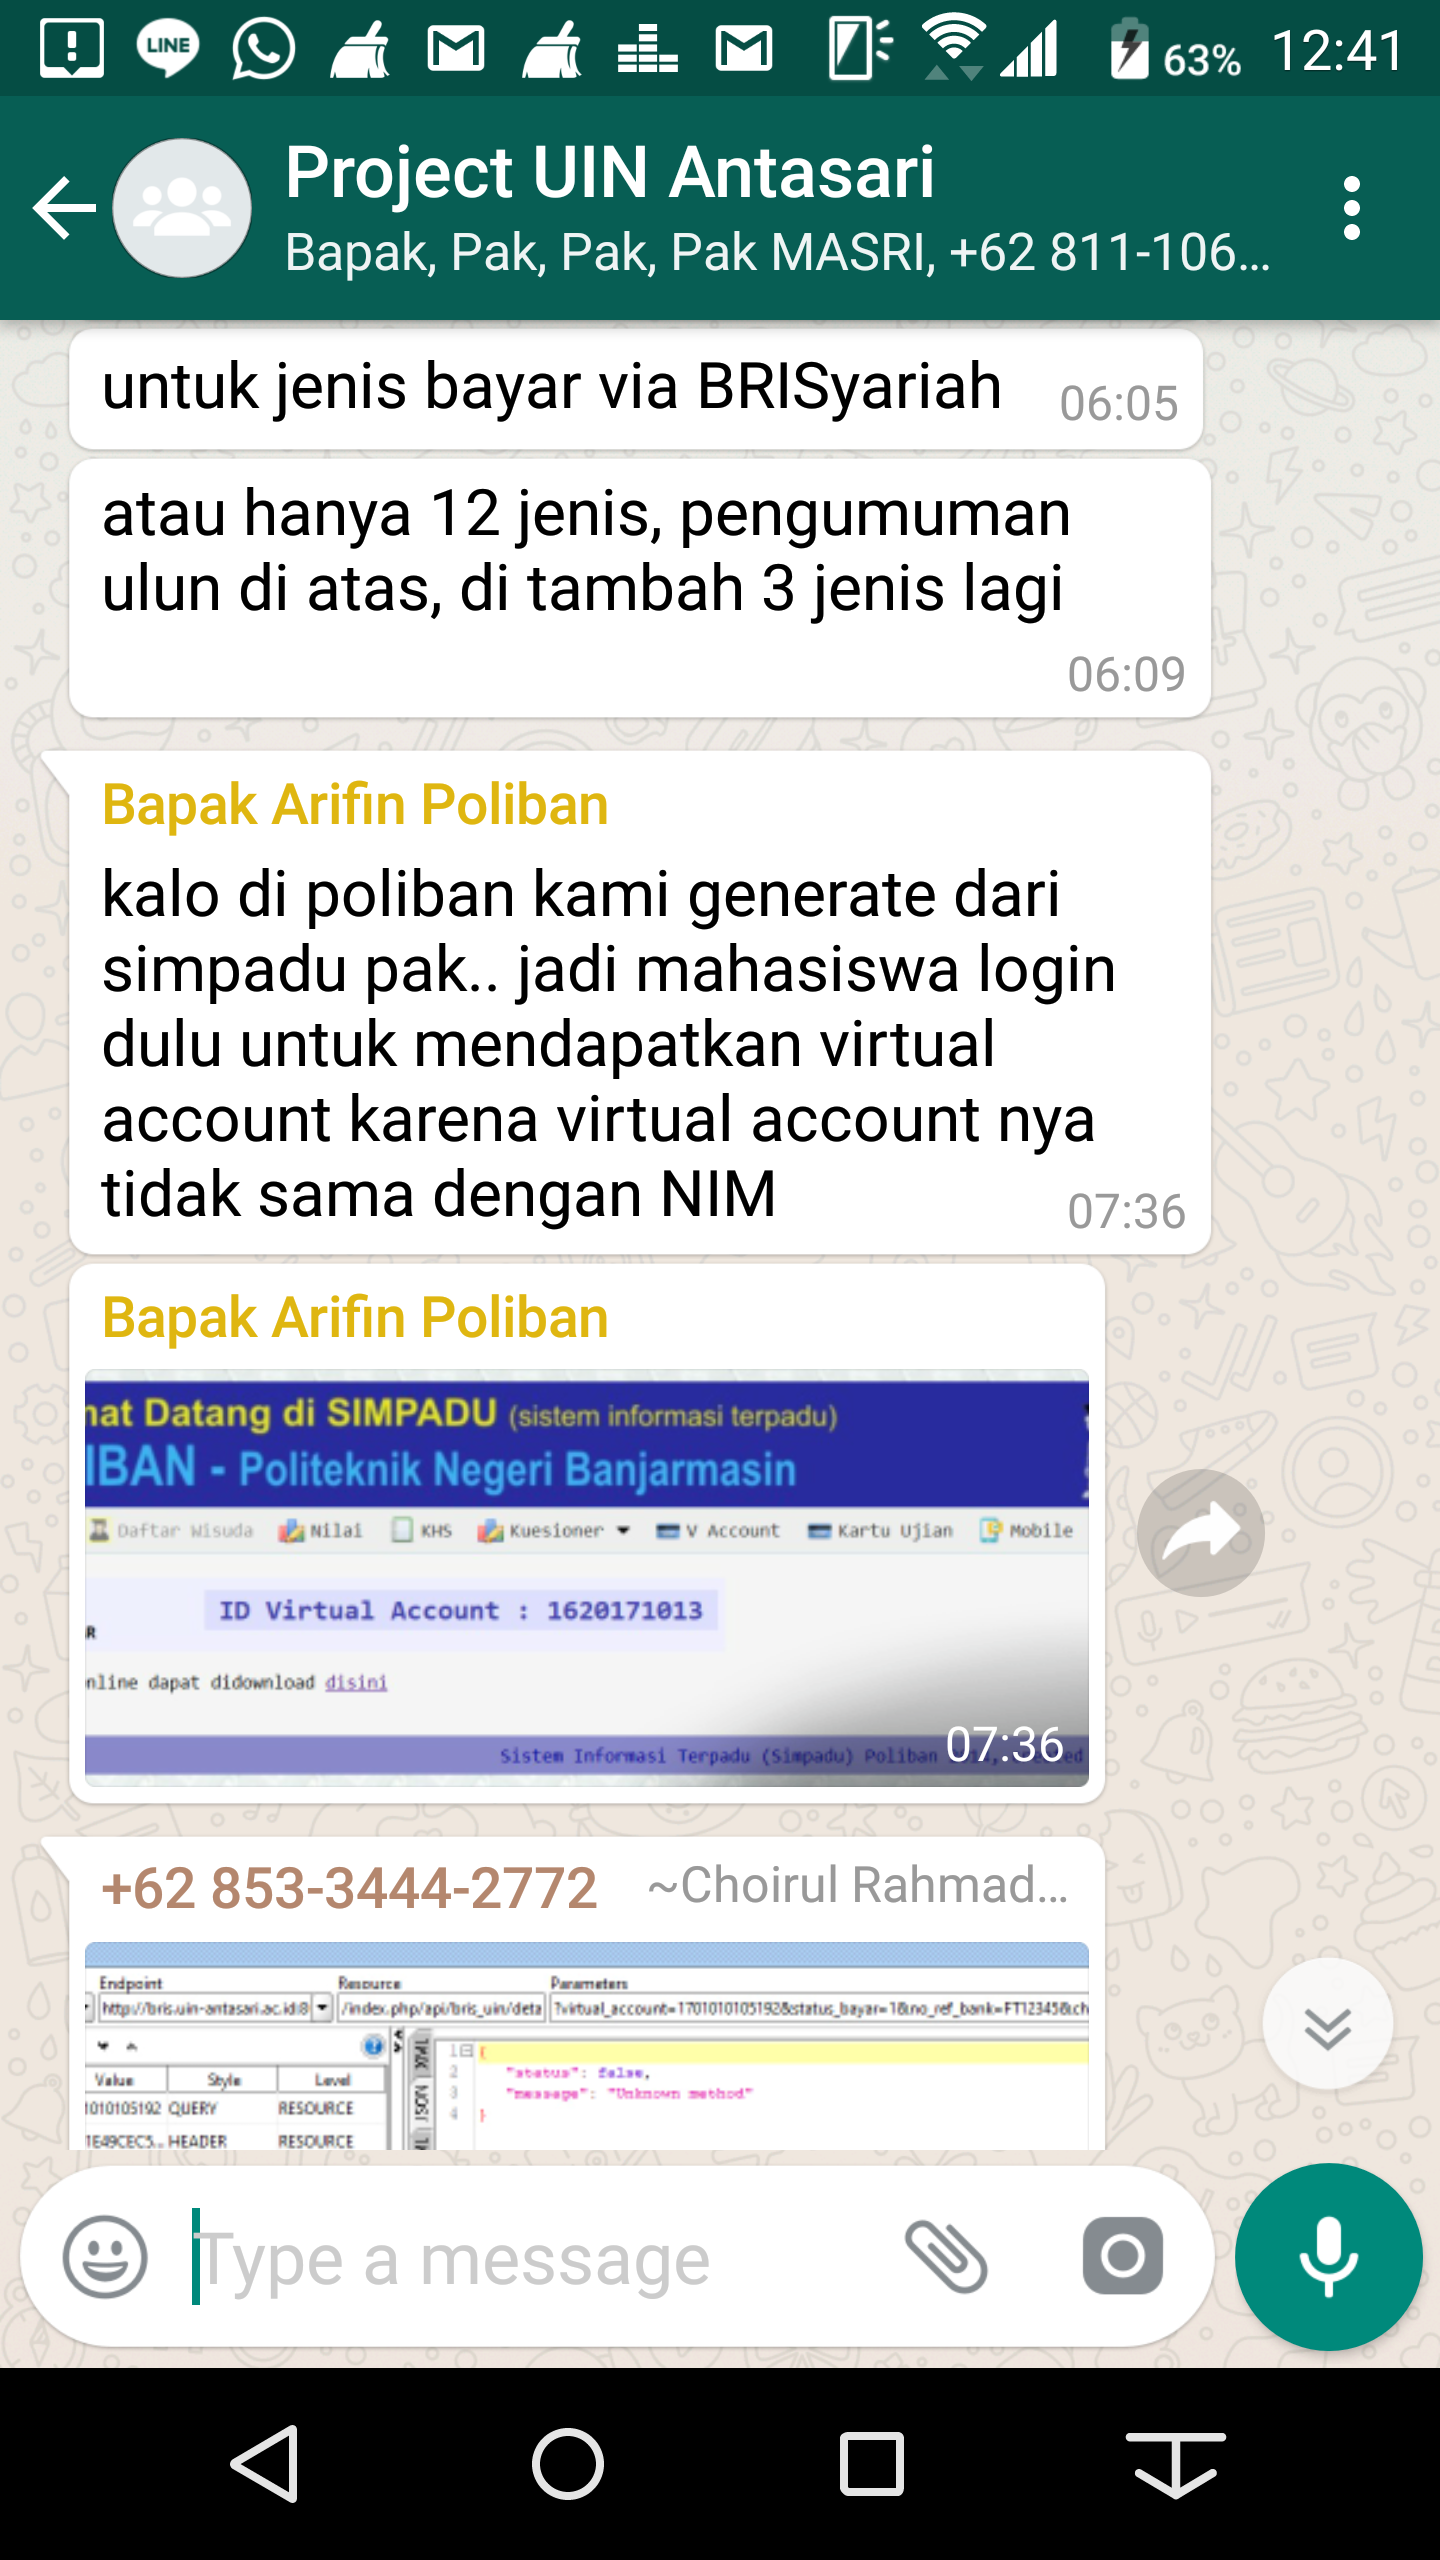 LINE
63% 12:41
Project UIN Antasari
Bapak, Pak, Pak, Pak MASRI, +62 811-106...
untuk jenis bayar via BRISyariah 06:05
atau hanya 12 jenis, pengumuman
ulun di atas, di tambah 3 jenis lagi
06:09
Bapak Arifin Poliban
kalo di poliban kami generate dari
simpadu pak.. jadi mahasiswa login
dulu untuk mendapatkan virtual
account karena virtual account nya
tidak sama dengan NIM 07:36
Bapak Arifin Poliban
nat Datang di SIMPADU (sistem informasi terpadu)
IBAN - Politeknik Negeri Banjarmasin
Daftar Wisuda Nilai KHS Kuesioner V Account Kartu Ujian Mobile
ID Virtual Account : 1620171013
R
nline dapat didownload disini
Sistem Informasi Terpadu (Simpadu) Poliban
07:36
+62 853-3444-2772 ~Choirul Rahmad...
Endpoint Resource Parameters
http://bris.uin-antasari.ac.id:8 /index.php/api/bris_uin/deta ?virtual_account=1701010105192&status_bayar=1&no_ref_bank=FT12345&ch
Value Style Level
1010105192 QUERY RESOURCE
1E49CEC5... HEADER RESOURCE
1 {
2 "status": false,
3 "message": "Unknown method"
4 }
Type a message